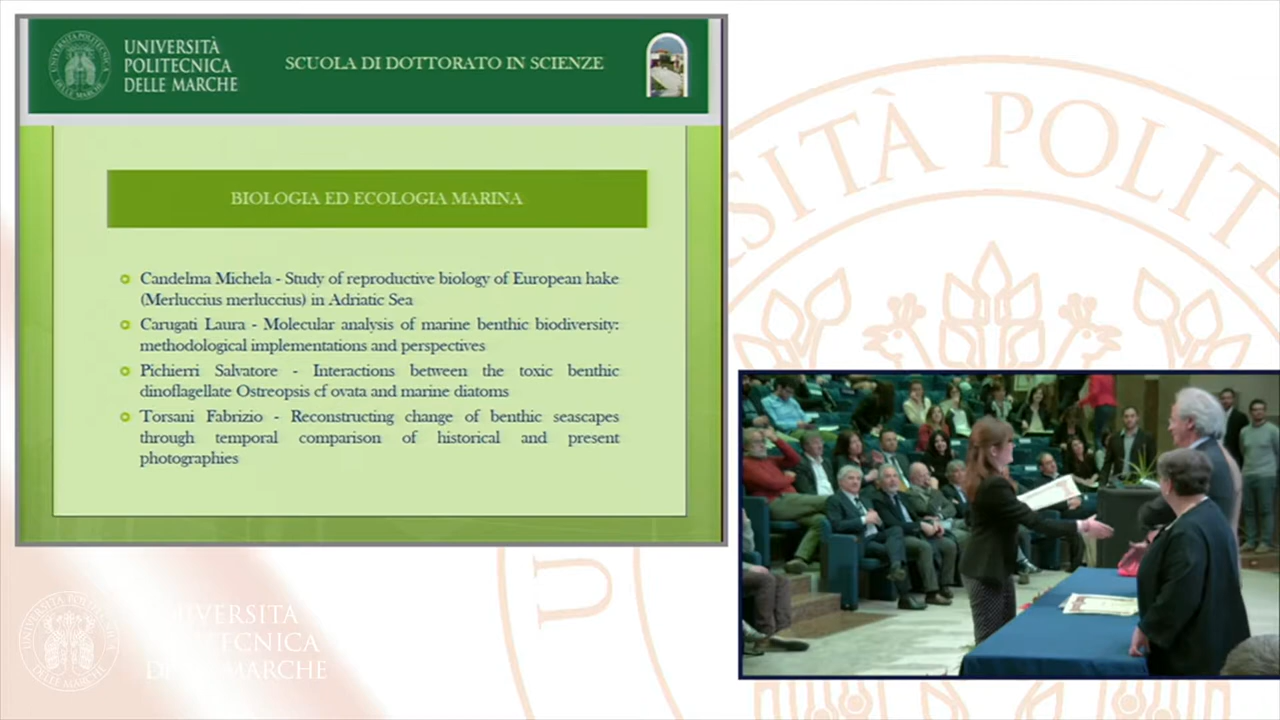 UNIVERSITÀ
POLITECNICA
DELLE MARCHE
SCUOLA DI DOTTORATO IN SCIENZE
BIOLOGIA ED ECOLOGIA MARINA
Candelma Michela - Study of reproductive biology of European hake
(Merluccius merluccius) in Adriatic Sea
Carugati Laura - Molecular analysis of marine benthic biodiversity:
methodological implementations and perspectives
Pichierri Salvatore - Interactions between the toxic benthic
dinoflagellate Ostreopsis cf ovata and marine diatoms
Torsani Fabrizio - Reconstructing change of benthic seascapes
through temporal comparison of historical and present
photographies
SITÀ POLIT
U
UNIVERSITÀ
POLITECNICA
DELLE MARCHE